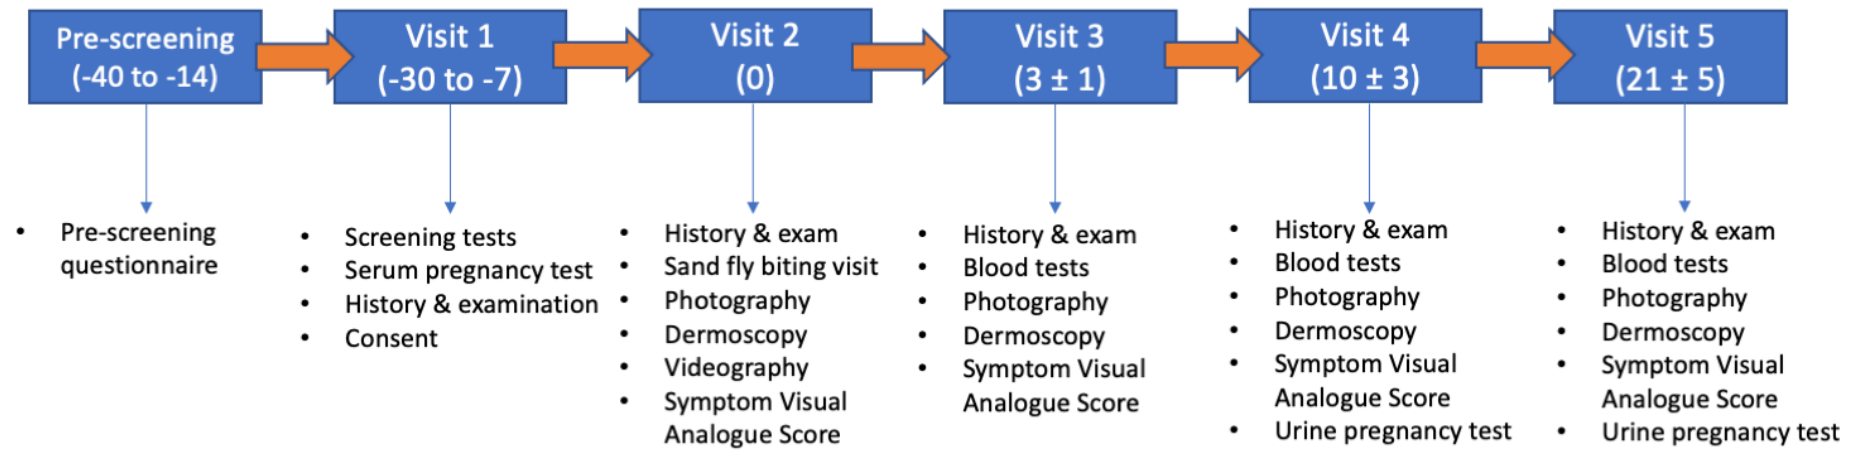 Pre-screening
(-40 to -14)
Visit 1
(-30 to -7)
Visit 2
(0)
Visit 3
(3 ± 1)
Visit 4
(10 ± 3)
Visit 5
(21 ± 5)
• Pre-screening
questionnaire
• Screening tests
• Serum pregnancy test
• History & examination
• Consent
• History & exam
• Sand fly biting visit
• Photography
• Dermoscopy
• Videography
• Symptom Visual
Analogue Score
• History & exam
• Blood tests
• Photography
• Dermoscopy
• Symptom Visual
Analogue Score
• History & exam
• Blood tests
• Photography
• Dermoscopy
• Symptom Visual
Analogue Score
• Urine pregnancy test
• History & exam
• Blood tests
• Photography
• Dermoscopy
• Symptom Visual
Analogue Score
• Urine pregnancy test